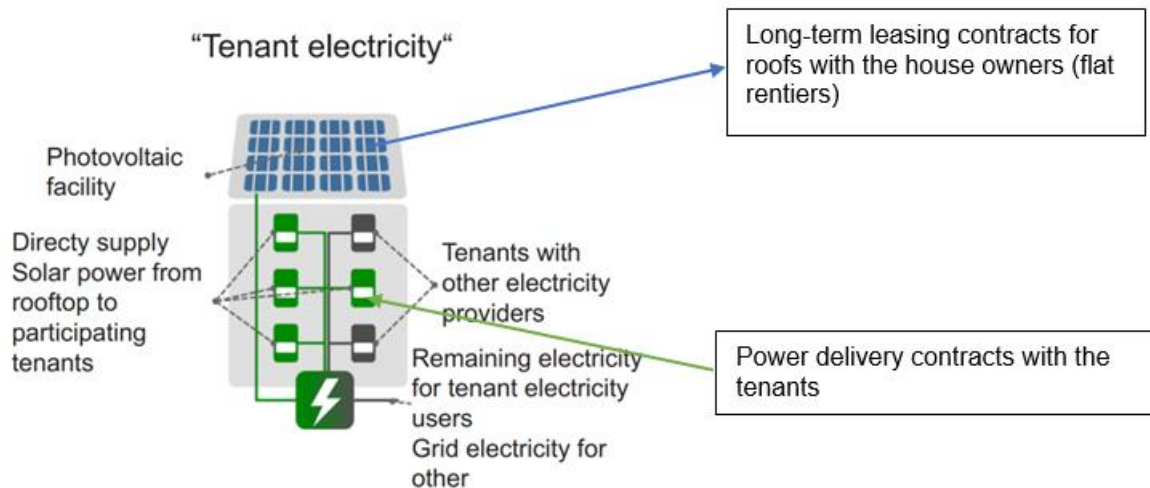 “Tenant electricity“
Long-term leasing contracts for
roofs with the house owners (flat
rentiers)
Photovoltaic
facility
Directy supply
Solar power from
rooftop to
participating
tenants
Tenants with
other electricity
providers
Remaining electricity
for tenant electricity
users
Grid electricity for
other
Power delivery contracts with the
tenants